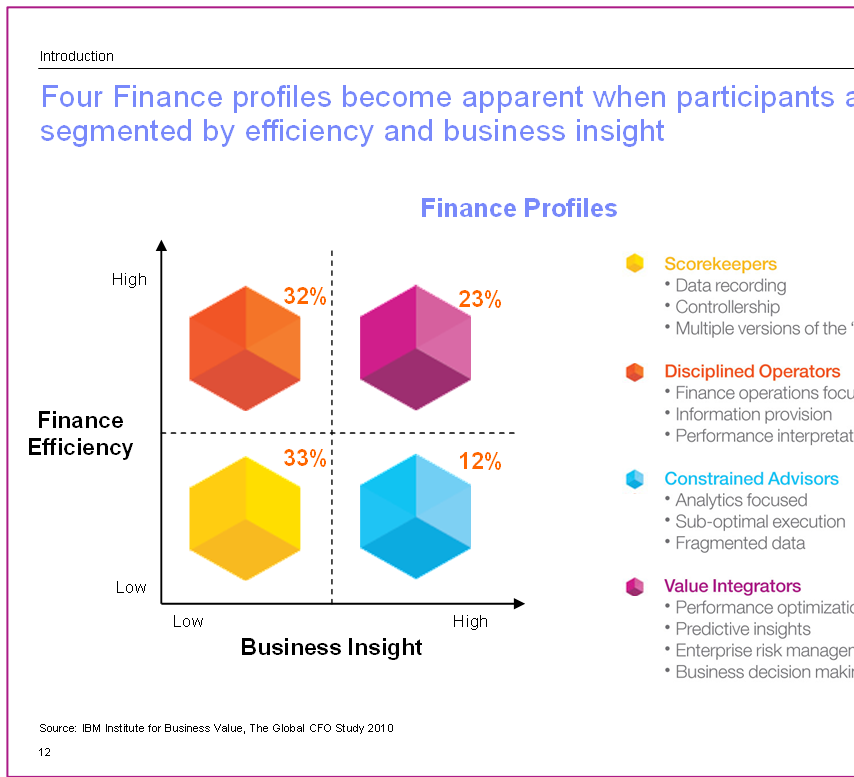 Introduction
Four Finance profiles become apparent when participants a
segmented by efficiency and business insight
Finance Profiles
High
32%
23%
Finance
Efficiency
33%
12%
Low
Low
High
Business Insight
Scorekeepers
• Data recording
• Controllership
• Multiple versions of the ‘
Disciplined Operators
• Finance operations focu
• Information provision
• Performance interpretat
Constrained Advisors
• Analytics focused
• Sub-optimal execution
• Fragmented data
Value Integrators
• Performance optimizatio
• Predictive insights
• Enterprise risk managem
• Business decision makin
Source: IBM Institute for Business Value, The Global CFO Study 2010
12